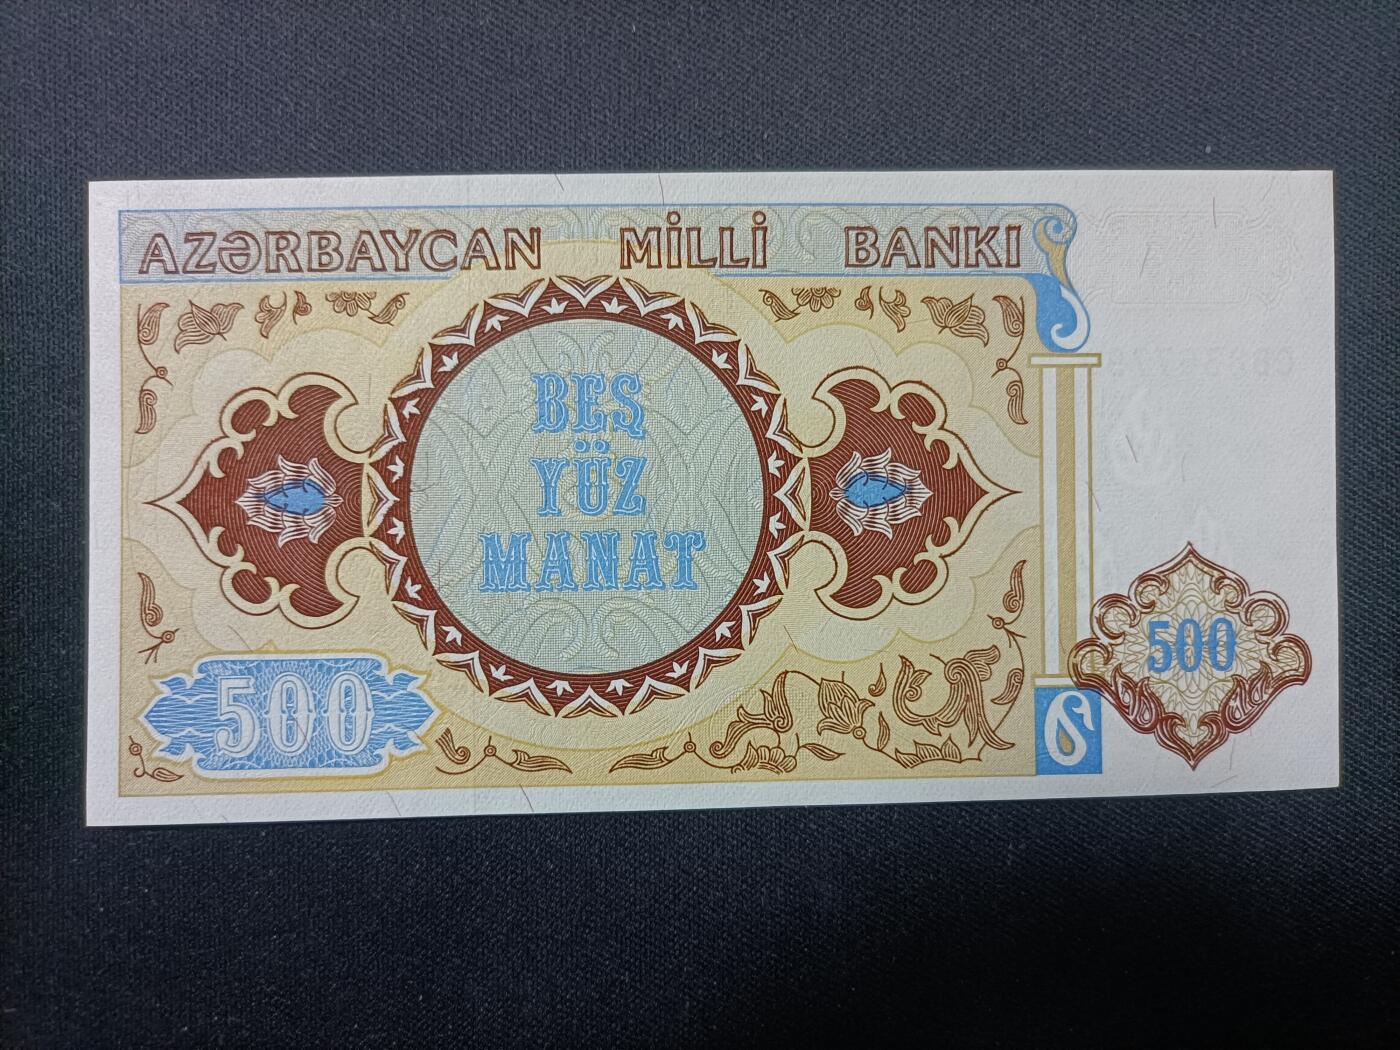 AZƏRBAYCAN MİLLİ BANKI
BEŞ
YÜZ
MANAT
500
500